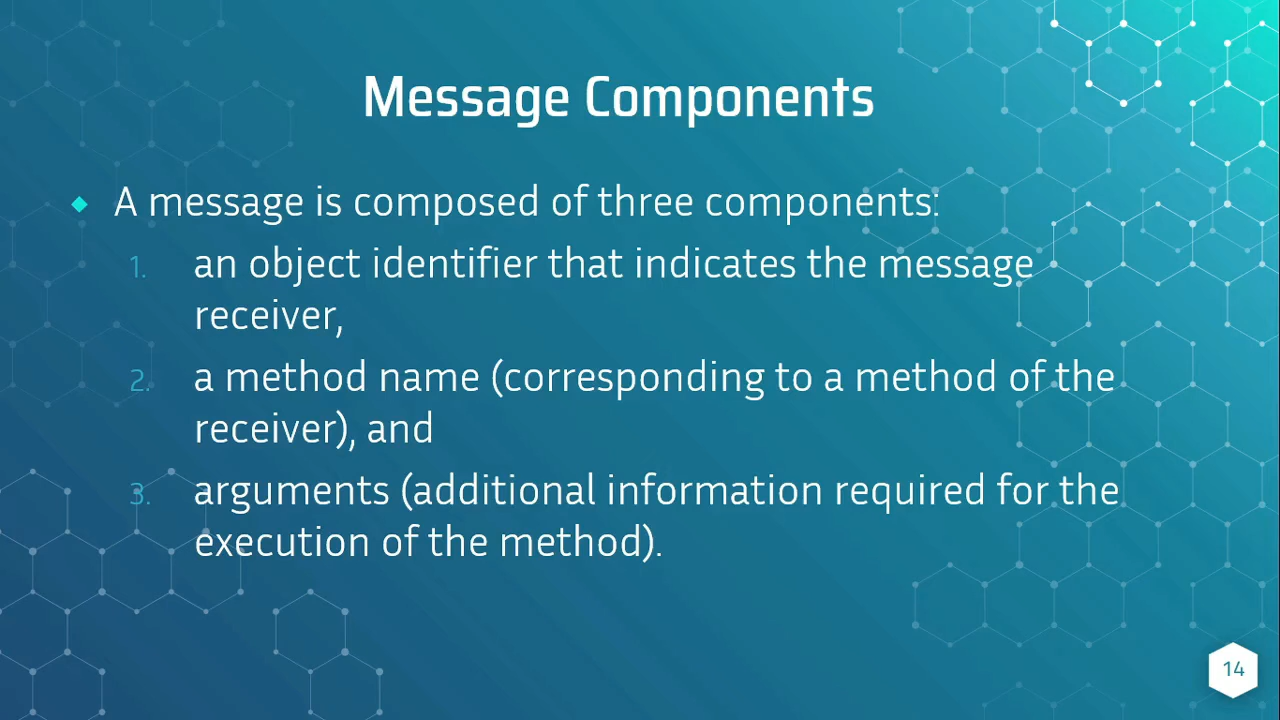 Message Components
A message is composed of three components:
1. an object identifier that indicates the message
receiver,
2. a method name (corresponding to a method of the
receiver), and
3. arguments (additional information required for the
execution of the method).
14